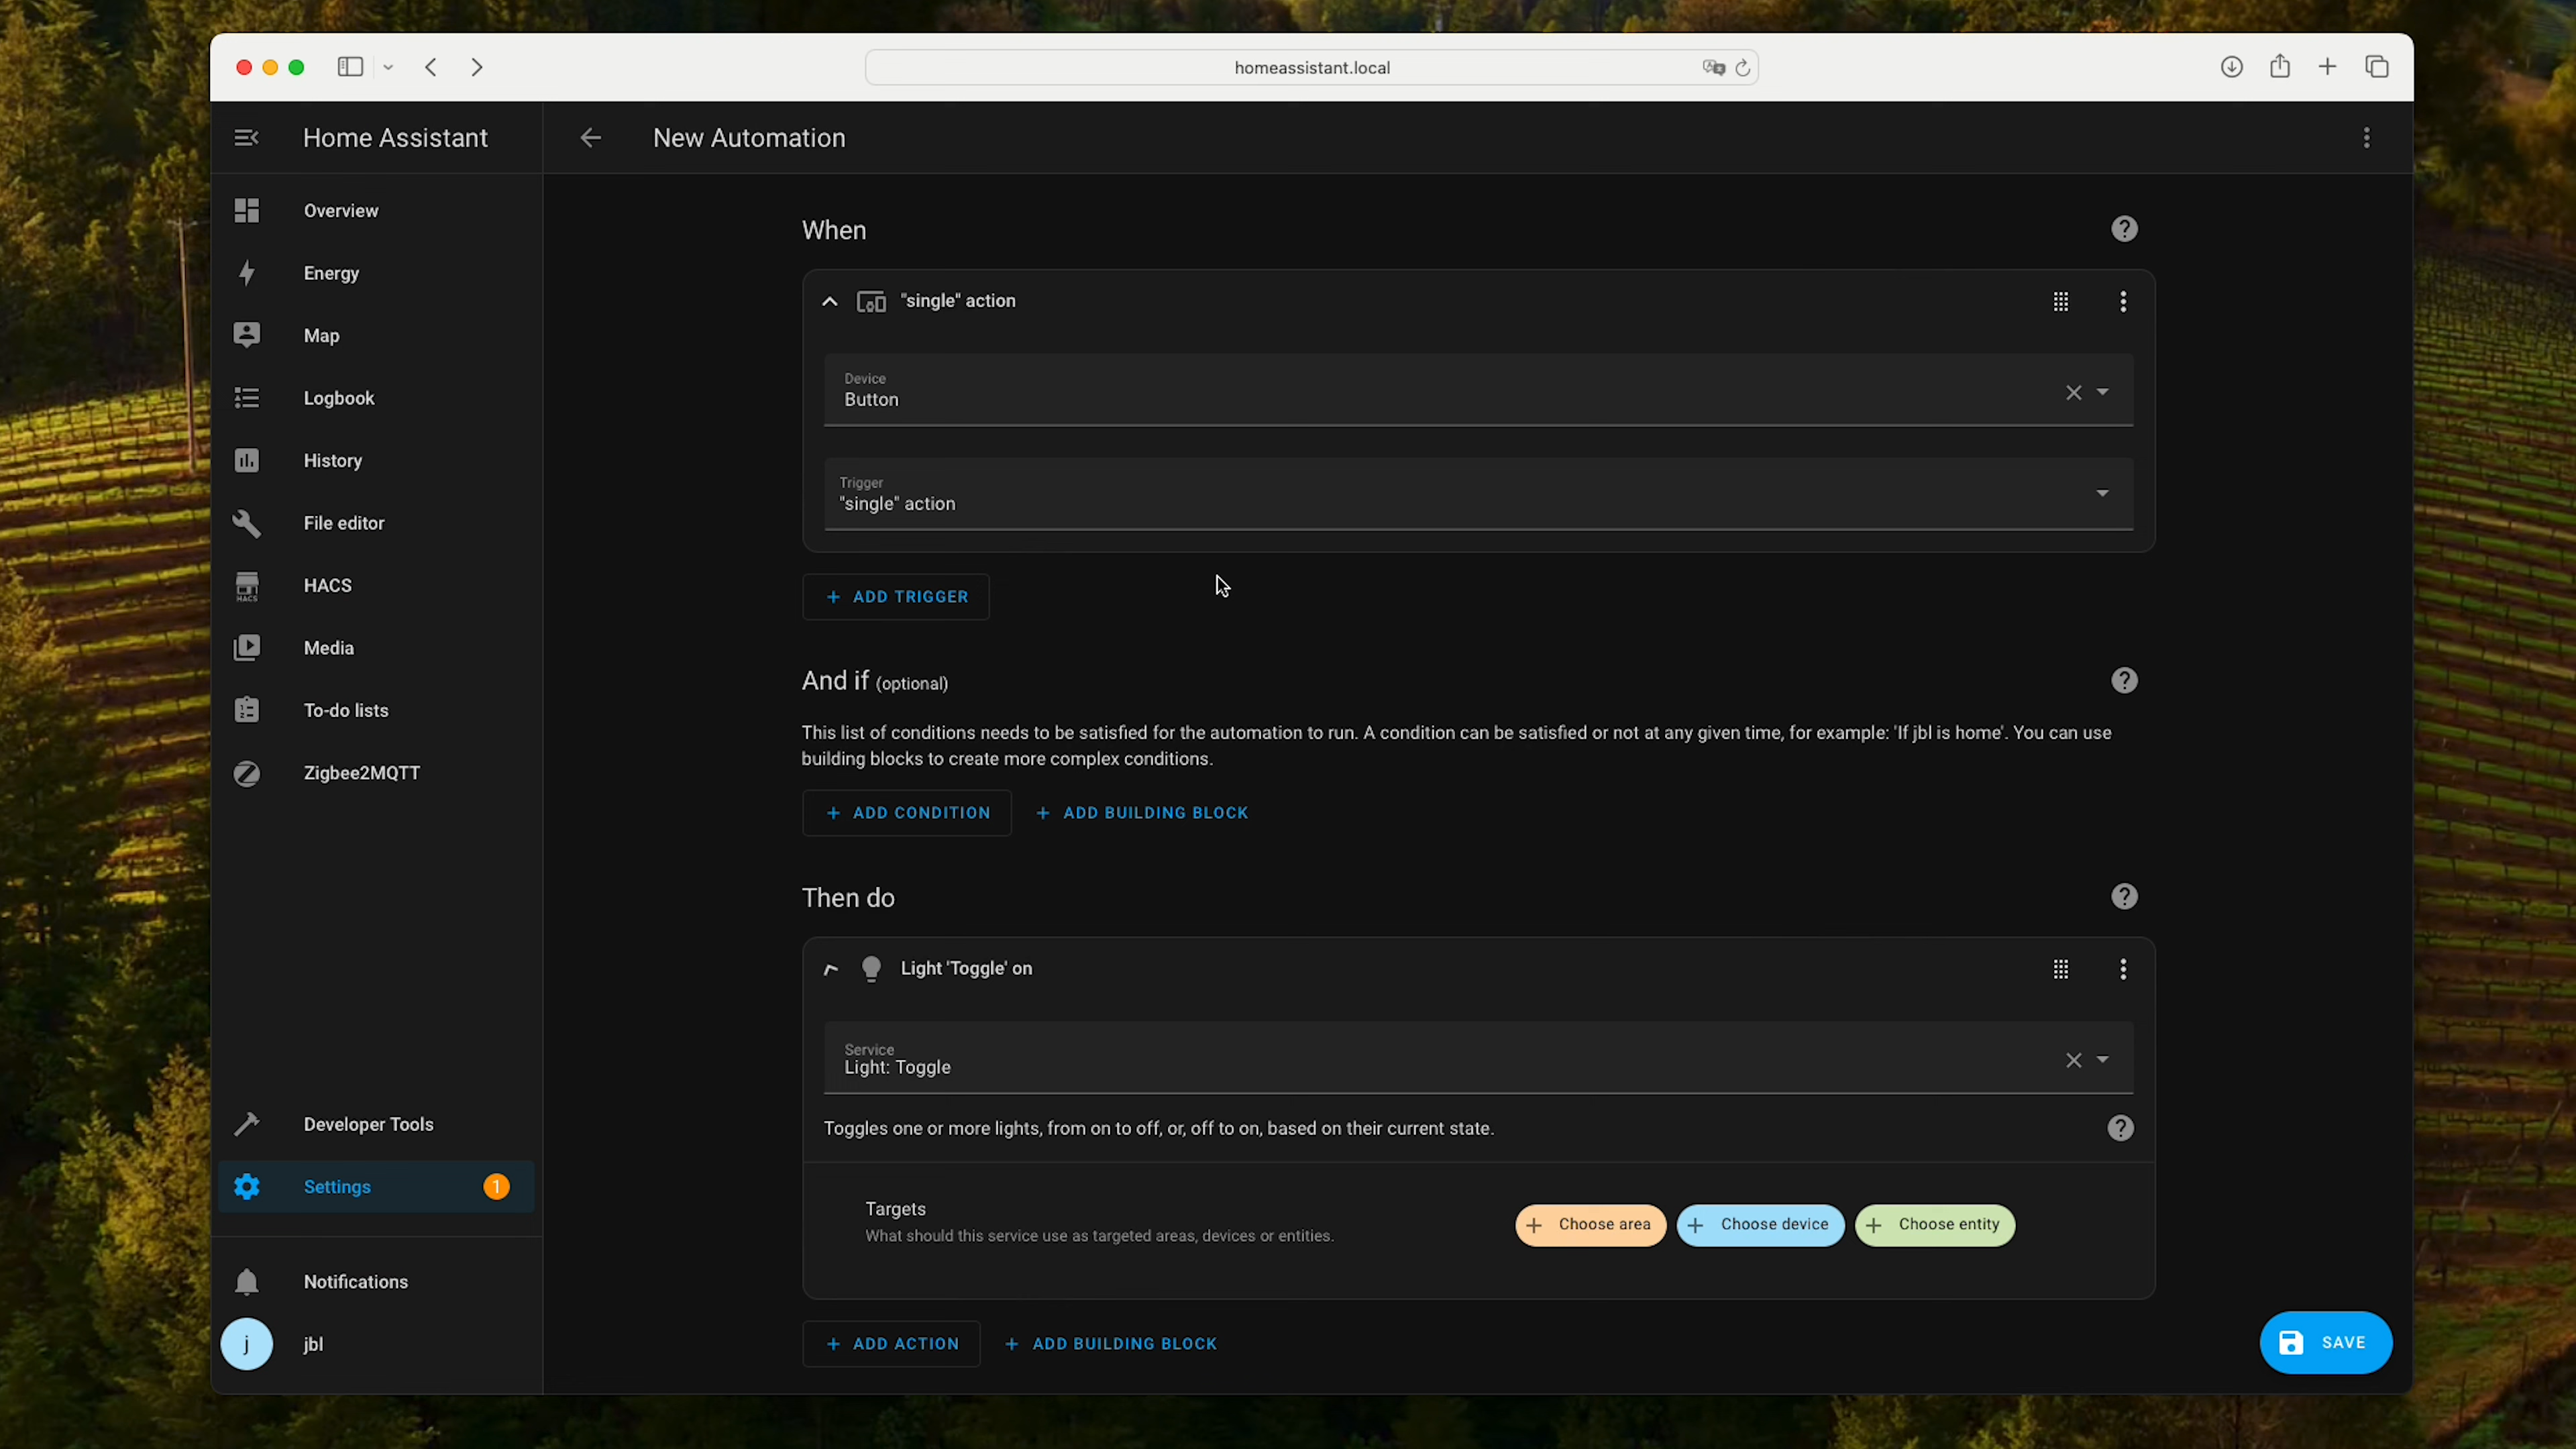 homeassistant.local
Home Assistant
New Automation
Overview
Energy
Map
Logbook
History
File editor
HACS
HACS
Media
To-do lists
Zigbee2MQTT
Developer Tools
Settings
1
Notifications
j
jbl
When
"single" action
Device
Button
Trigger
"single" action
ADD TRIGGER
And if (optional)
This list of conditions needs to be satisfied for the automation to run. A condition can be satisfied or not at any given time, for example: 'If jbl is home'. You can use
building blocks to create more complex conditions.
ADD CONDITION
ADD BUILDING BLOCK
Then do
Light 'Toggle' on
Service
Light: Toggle
Toggles one or more lights, from on to off, or, off to on, based on their current state.
Targets
What should this service use as targeted areas, devices or entities.
Choose area
Choose device
Choose entity
ADD ACTION
ADD BUILDING BLOCK
SAVE